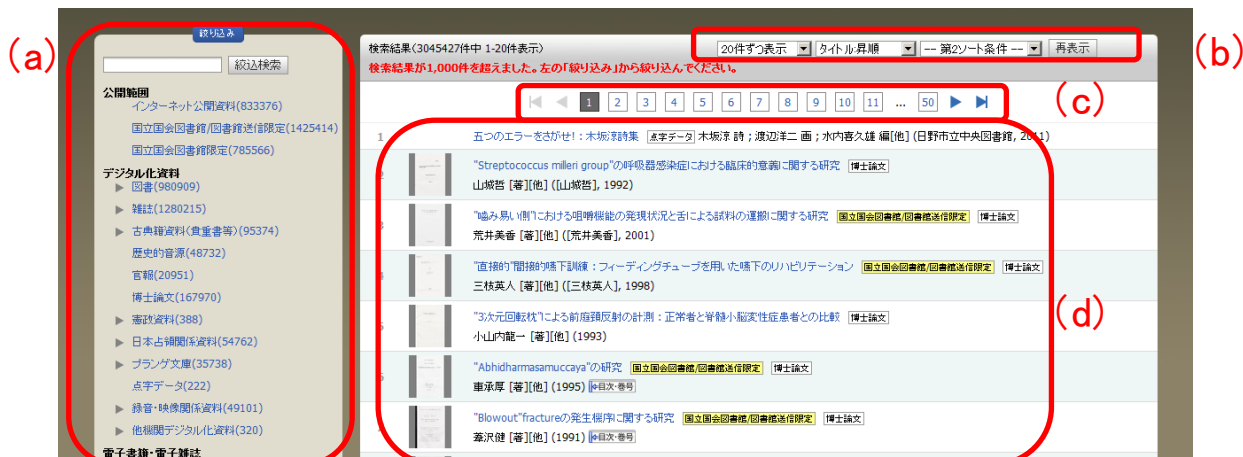 (a)
絞り込み
絞込検索
公開範囲
インターネット公開資料(833376)
国立国会図書館/図書館送信限定(1425414)
国立国会図書館限定(785566)
デジタル化資料
▶ 図書(980909)
▶ 雑誌(1280215)
▶ 古典籍資料(貴重書等)(95374)
歴史的音源(48732)
官報(20951)
博士論文(167970)
▶ 憲政資料(388)
▶ 日本占領関係資料(54762)
▶ プランゲ文庫(35738)
点字データ(222)
▶ 録音・映像関係資料(49101)
▶ 他機関デジタル化資料(320)
電子書籍・電子雑誌
検索結果(3045427件中 1-20件表示)
20件ずつ表示 タイトル:昇順 -- 第2ソート条件 -- 再表示
(b)
検索結果が1,000件を超えました。左の「絞り込み」から絞り込んでください。
1 2 3 4 5 6 7 8 9 10 11 ... 50
(c)
1 五つのエラーをさがせ! : 木坂涼詩集 点字データ 木坂涼 詩 ; 渡辺洋二 画 ; 水内喜久雄 編[他] (日野市立中央図書館, 2011)
2 "Streptococcus milleri group"の呼吸器感染症における臨床的意義に関する研究 博士論文
山城哲 [著][他] ([山城哲], 1992)
3 "噛み易い側"における咀嚼機能の発現状況と舌による試料の運搬に関する研究 国立国会図書館/図書館送信限定 博士論文
荒井美香 [著][他] ([荒井美香], 2001)
4 "直接的"間接的嚥下訓練 : フィーディングチューブを用いた嚥下のリハビリテーション 国立国会図書館/図書館送信限定 博士論文
三枝英人 [著][他] ([三枝英人], 1998)
(d)
5 "3次元回転枕"による前庭頚反射の計測 : 正常者と脊髄小脳変性症患者との比較 博士論文
小山内龍一 [著][他] (1993)
6 "Abhidharmasamuccaya"の研究 国立国会図書館/図書館送信限定 博士論文
車承厚 [著][他] (1995) 目次・巻号
"Blowout"fractureの発生機序に関する研究 国立国会図書館/図書館送信限定 博士論文
[著][他] (1991) 目次・巻号